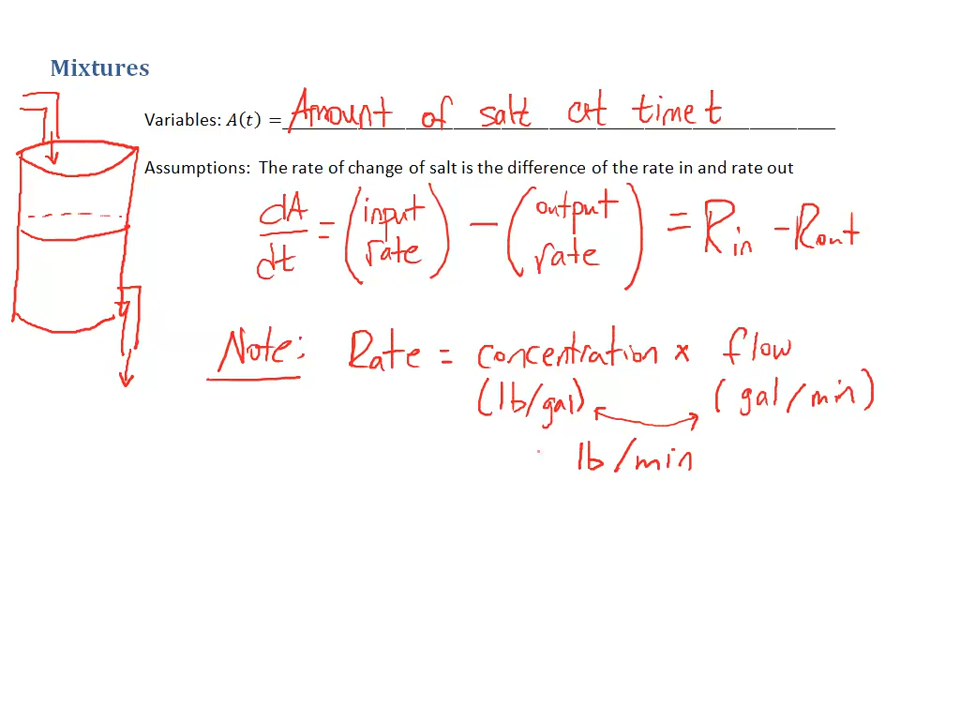 Mixtures
Variables: A(t) = Amount of salt at time t
Assumptions: The rate of change of salt is the difference of the rate in and rate out
dA/dt = (input rate) - (output rate) = Rin - Rout
Note: Rate = concentration x flow
(lb/gal) (gal/min)
lb/min